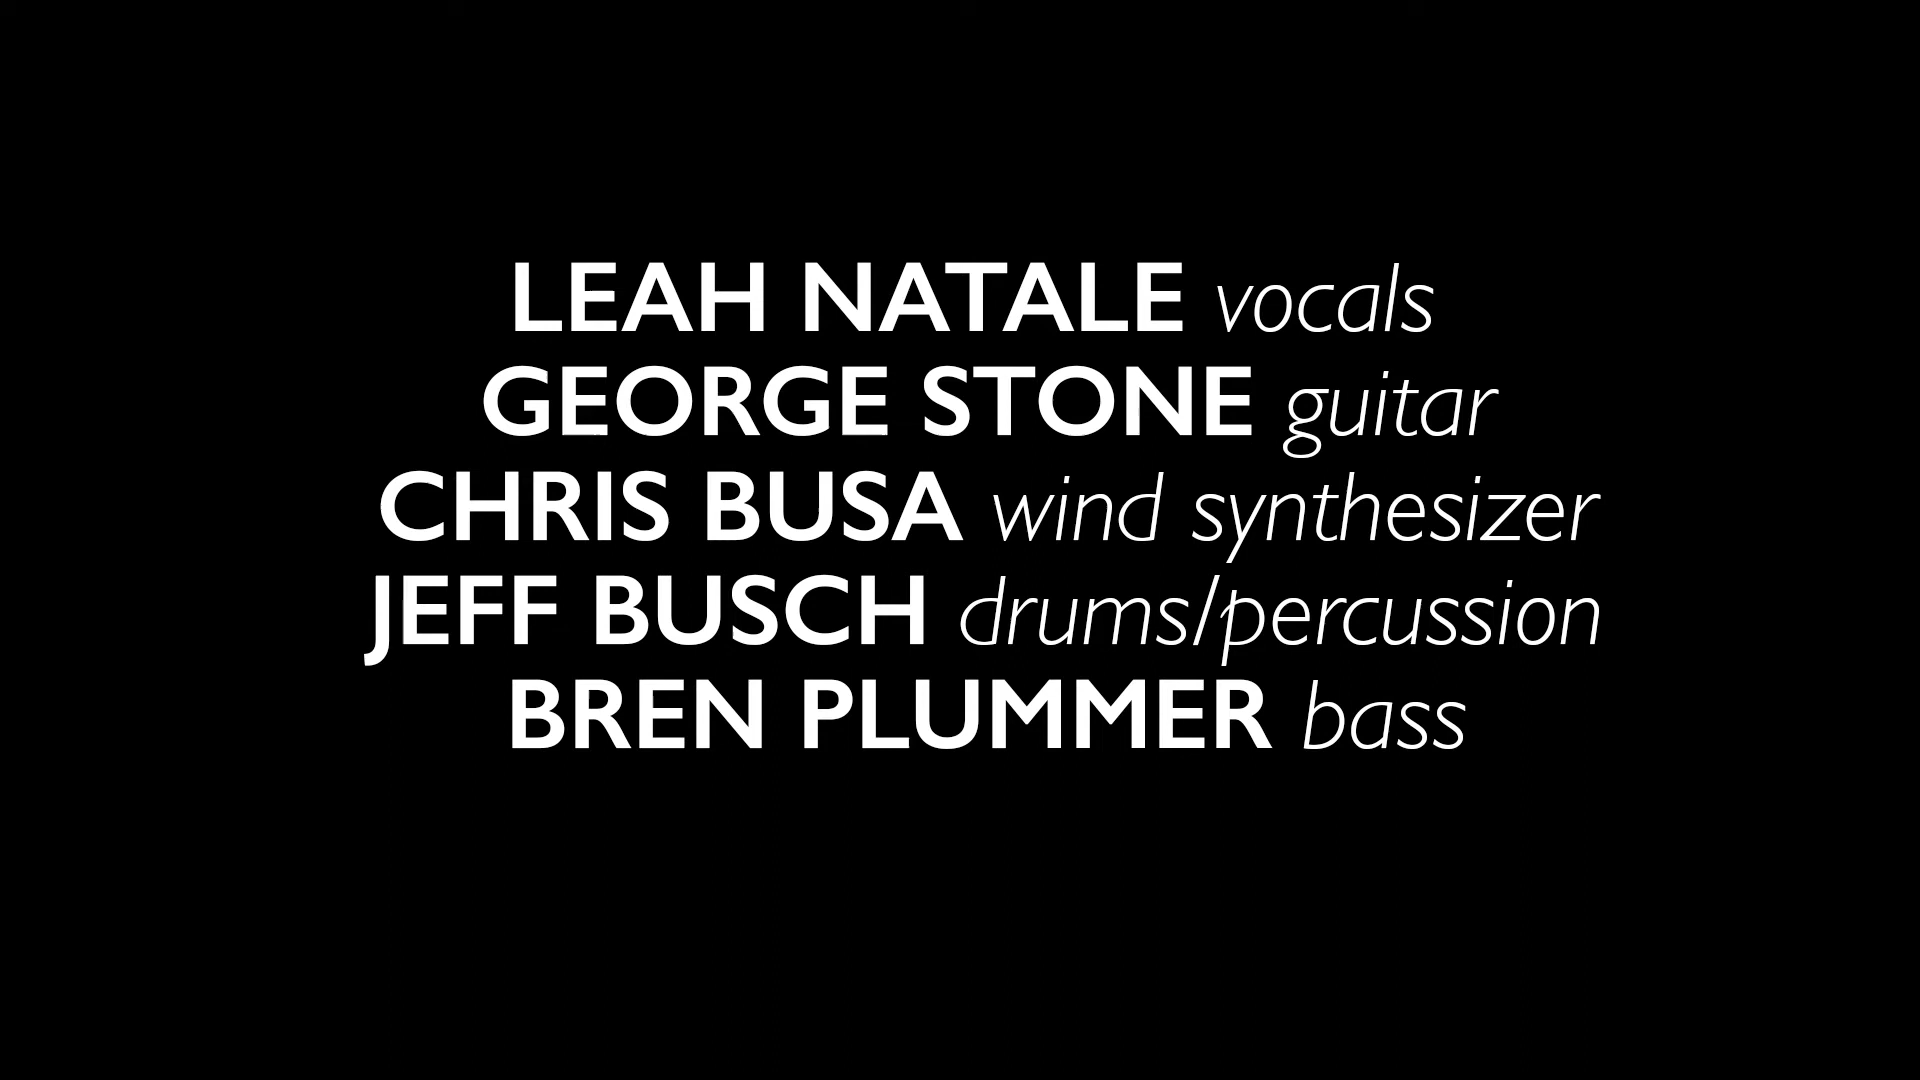 LEAH NATALE vocals
GEORGE STONE guitar
CHRIS BUSA wind synthesizer
JEFF BUSCH drums/percussion
BREN PLUMMER bass